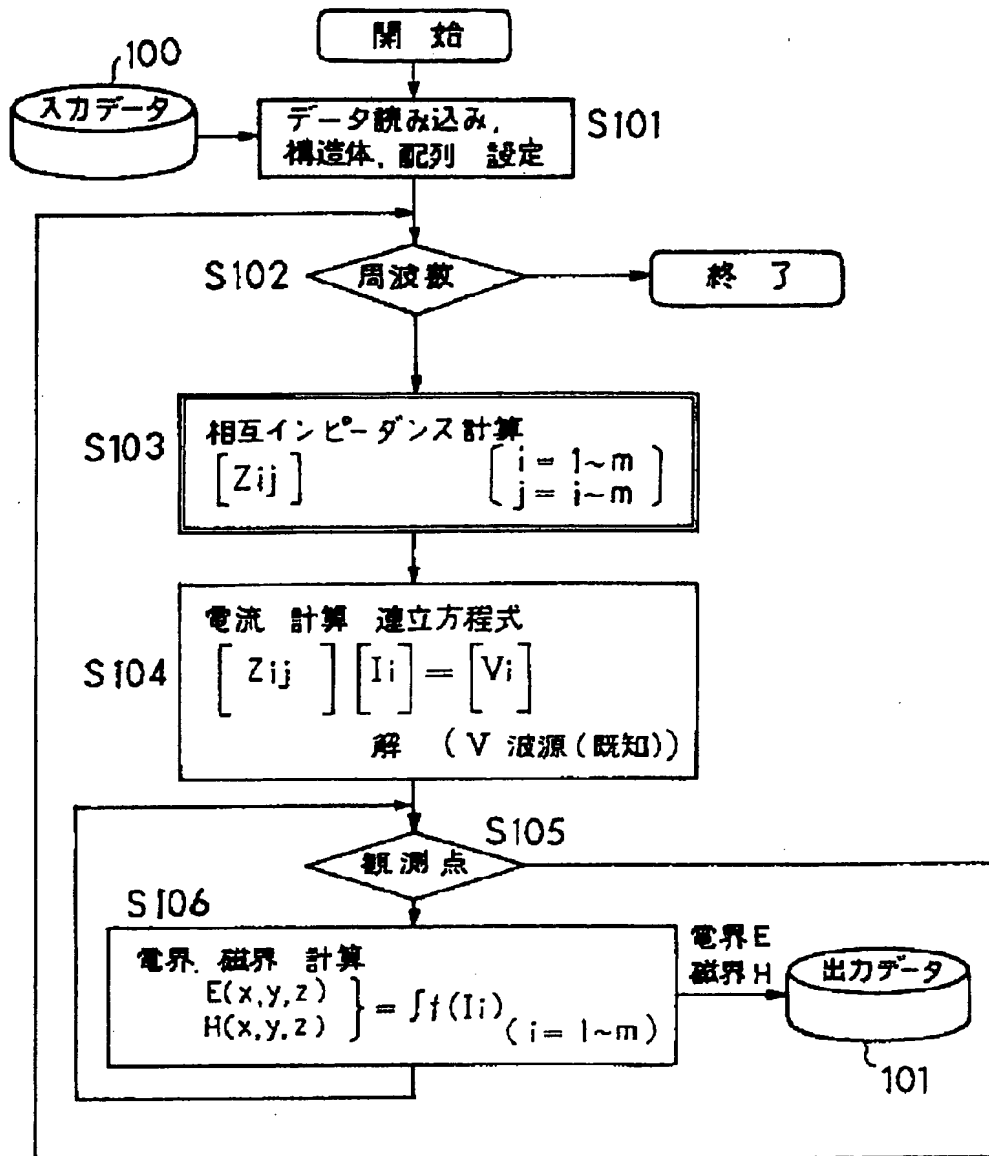 開始
100
入力データ
データ読み込み,
構造体, 配列 設定
S101
S102
周波数
終了
S103
相互インピーダンス計算
[Zij] (i = 1~m
j = i~m)
S104
電流 計算 連立方程式
[Zij][Ii] = [Vi]
解 (V 波源(既知))
S105
観測点
S106
電界, 磁界 計算
E(x,y,z)
H(x,y,z) } = ∫f(Ii) (i = 1~m)
電界E
磁界H
出力データ
101